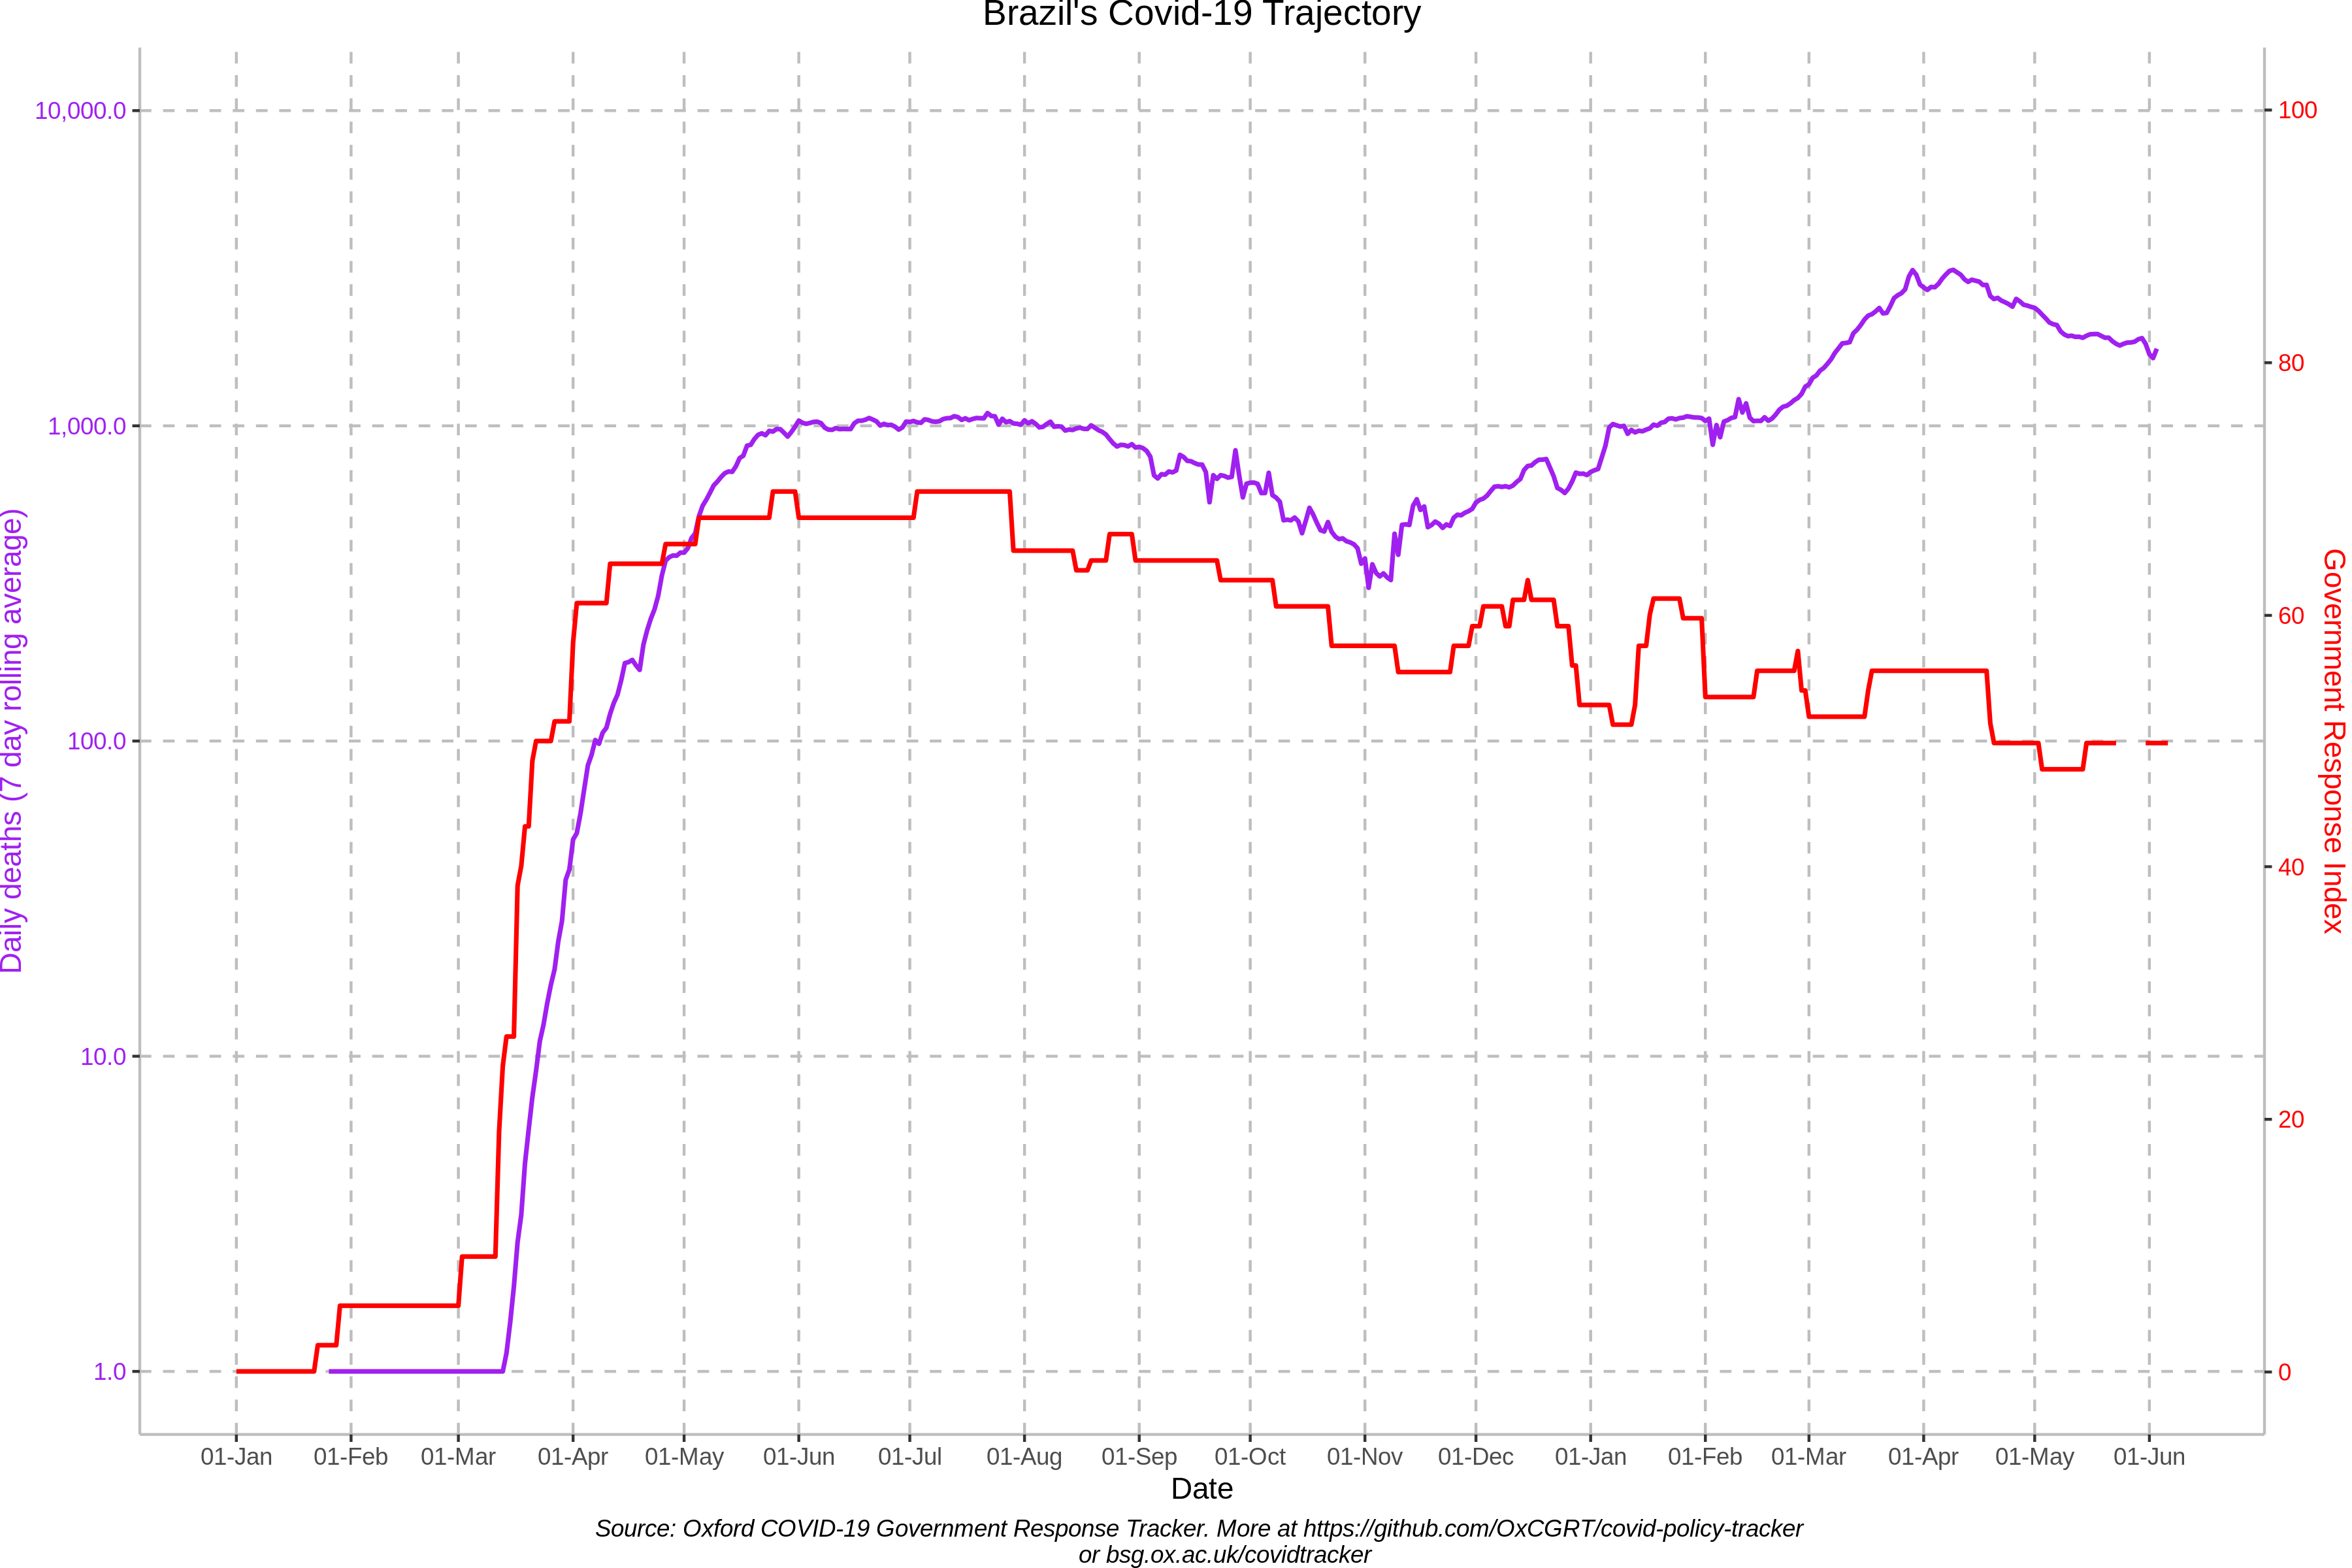 Brazil's Covid-19 Trajectory
10,000.0
1,000.0
100.0
10.0
1.0
Daily deaths (7 day rolling average)
100
80
60
40
20
0
Government Response Index
01-Jan 01-Feb 01-Mar 01-Apr 01-May 01-Jun 01-Jul 01-Aug 01-Sep 01-Oct 01-Nov 01-Dec 01-Jan 01-Feb 01-Mar 01-Apr 01-May 01-Jun
Date
Source: Oxford COVID-19 Government Response Tracker. More at https://github.com/OxCGRT/covid-policy-tracker
or bsg.ox.ac.uk/covidtracker